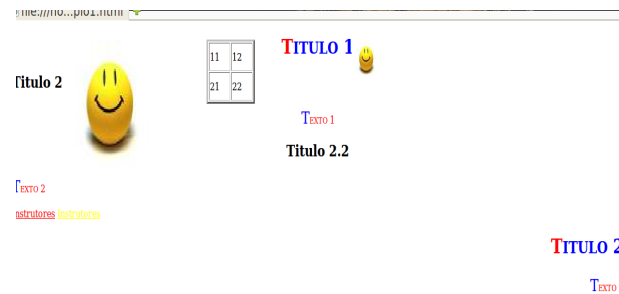 TITULO 1
11 12
Titulo 2
21 22
TEXTO 1
Titulo 2.2
TEXTO 2
Instrutores
TITULO 2
TEXTO